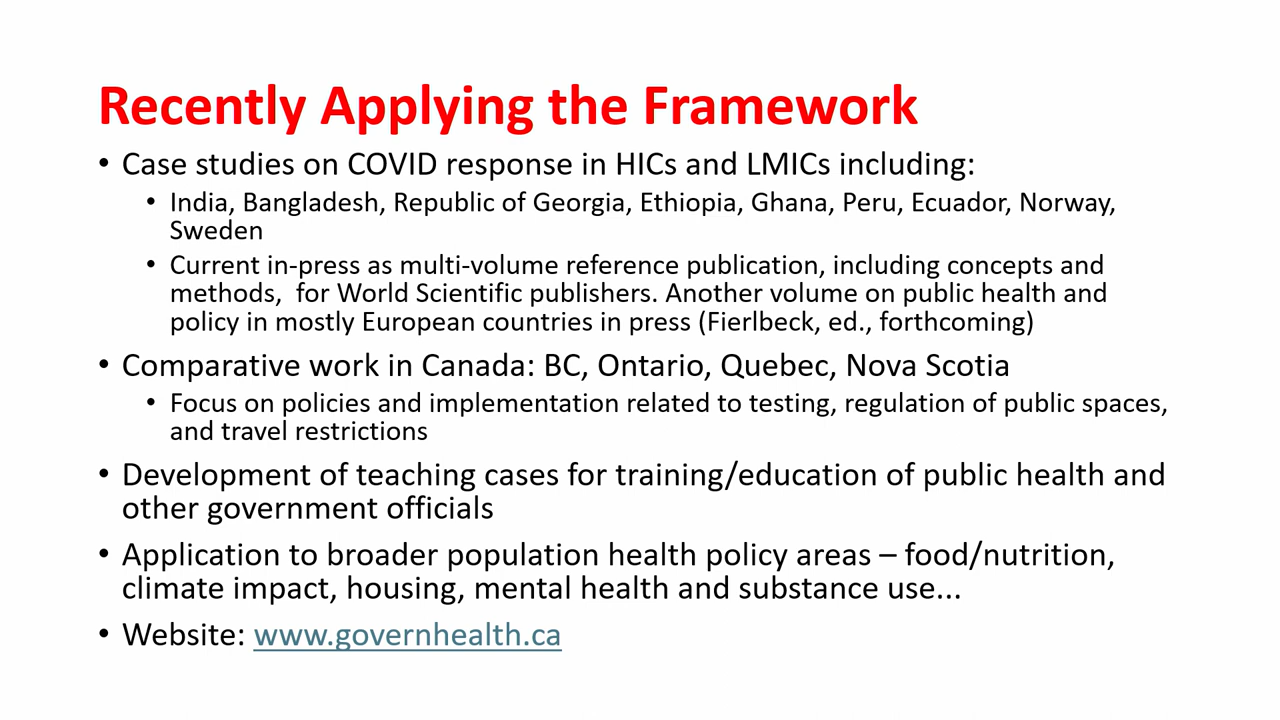 Recently Applying the Framework
• Case studies on COVID response in HICs and LMICs including:
• India, Bangladesh, Republic of Georgia, Ethiopia, Ghana, Peru, Ecuador, Norway,
Sweden
• Current in-press as multi-volume reference publication, including concepts and
methods,  for World Scientific publishers. Another volume on public health and
policy in mostly European countries in press (Fierlbeck, ed., forthcoming)
• Comparative work in Canada: BC, Ontario, Quebec, Nova Scotia
• Focus on policies and implementation related to testing, regulation of public spaces,
and travel restrictions
• Development of teaching cases for training/education of public health and
other government officials
• Application to broader population health policy areas – food/nutrition,
climate impact, housing, mental health and substance use...
• Website: www.governhealth.ca